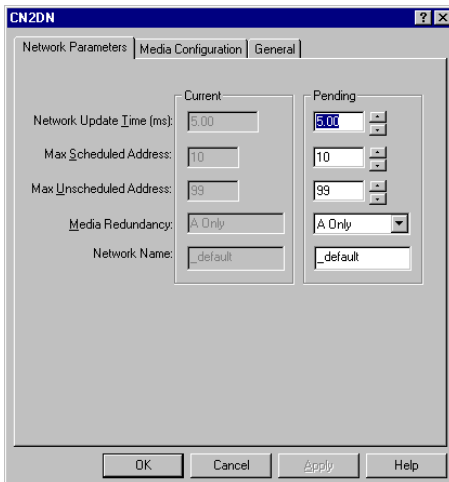 CN2DN
Network Parameters Media Configuration General
Current Pending
Network Update Time (ms): 5.00 5.00
Max Scheduled Address: 10 10
Max Unscheduled Address: 99 99
Media Redundancy: A Only A Only
Network Name: _default _default
OK Cancel Apply Help